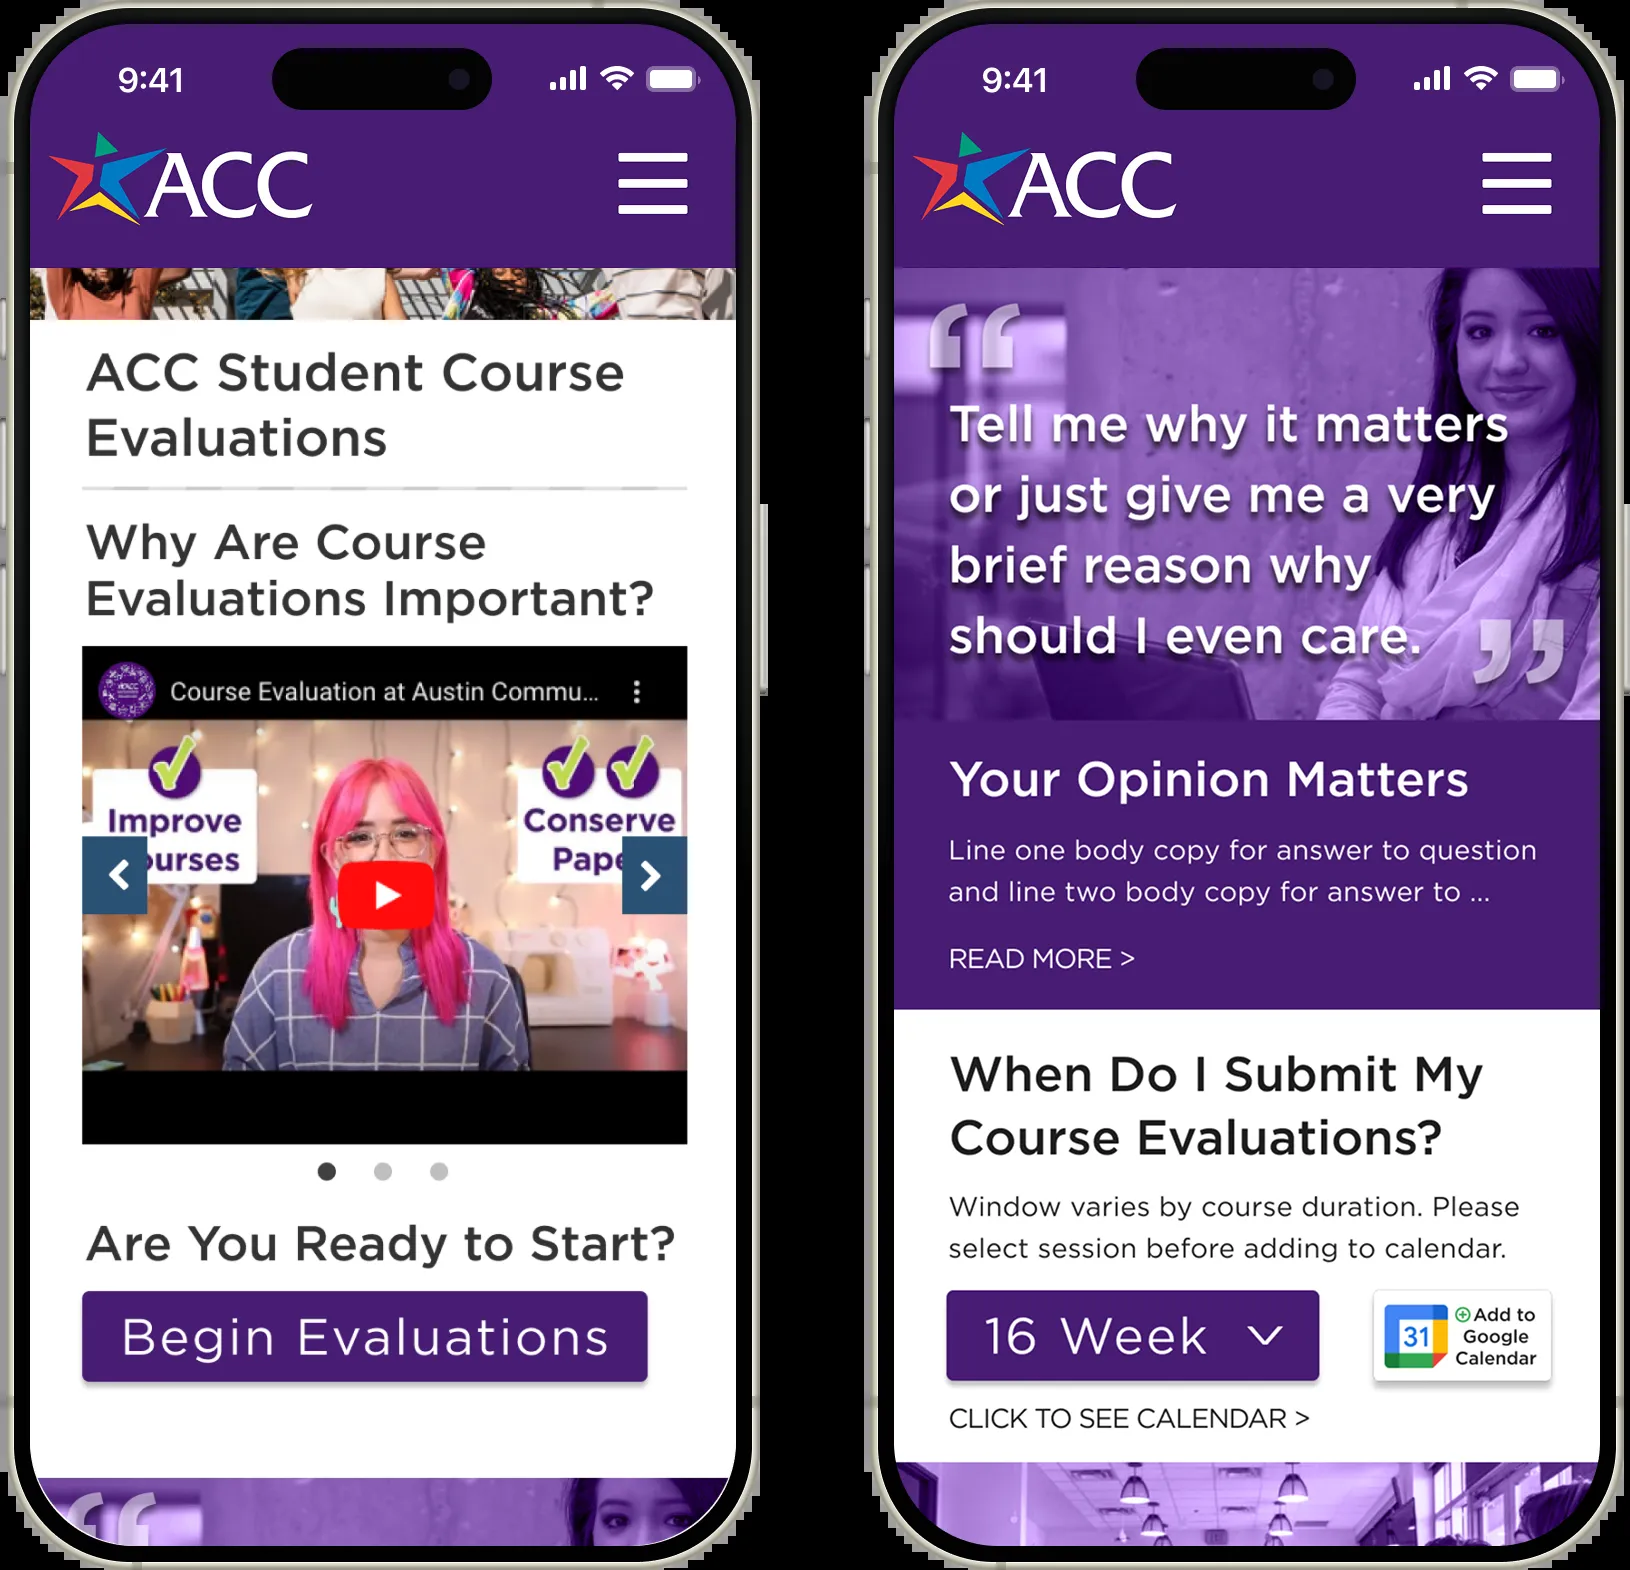 9:41
ACC
ACC Student Course
Evaluations
Why Are Course
Evaluations Important?
Course Evaluation at Austin Commu...
Improve
ourses
Conserve
Pape
Are You Ready to Start?
Begin Evaluations
9:41
ACC
“
Tell me why it matters
or just give me a very
brief reason why
should I even care.
”
Your Opinion Matters
Line one body copy for answer to question
and line two body copy for answer to ...
READ MORE >
When Do I Submit My
Course Evaluations?
Window varies by course duration. Please
select session before adding to calendar.
16 Week
31
Add to
Google
Calendar
CLICK TO SEE CALENDAR >